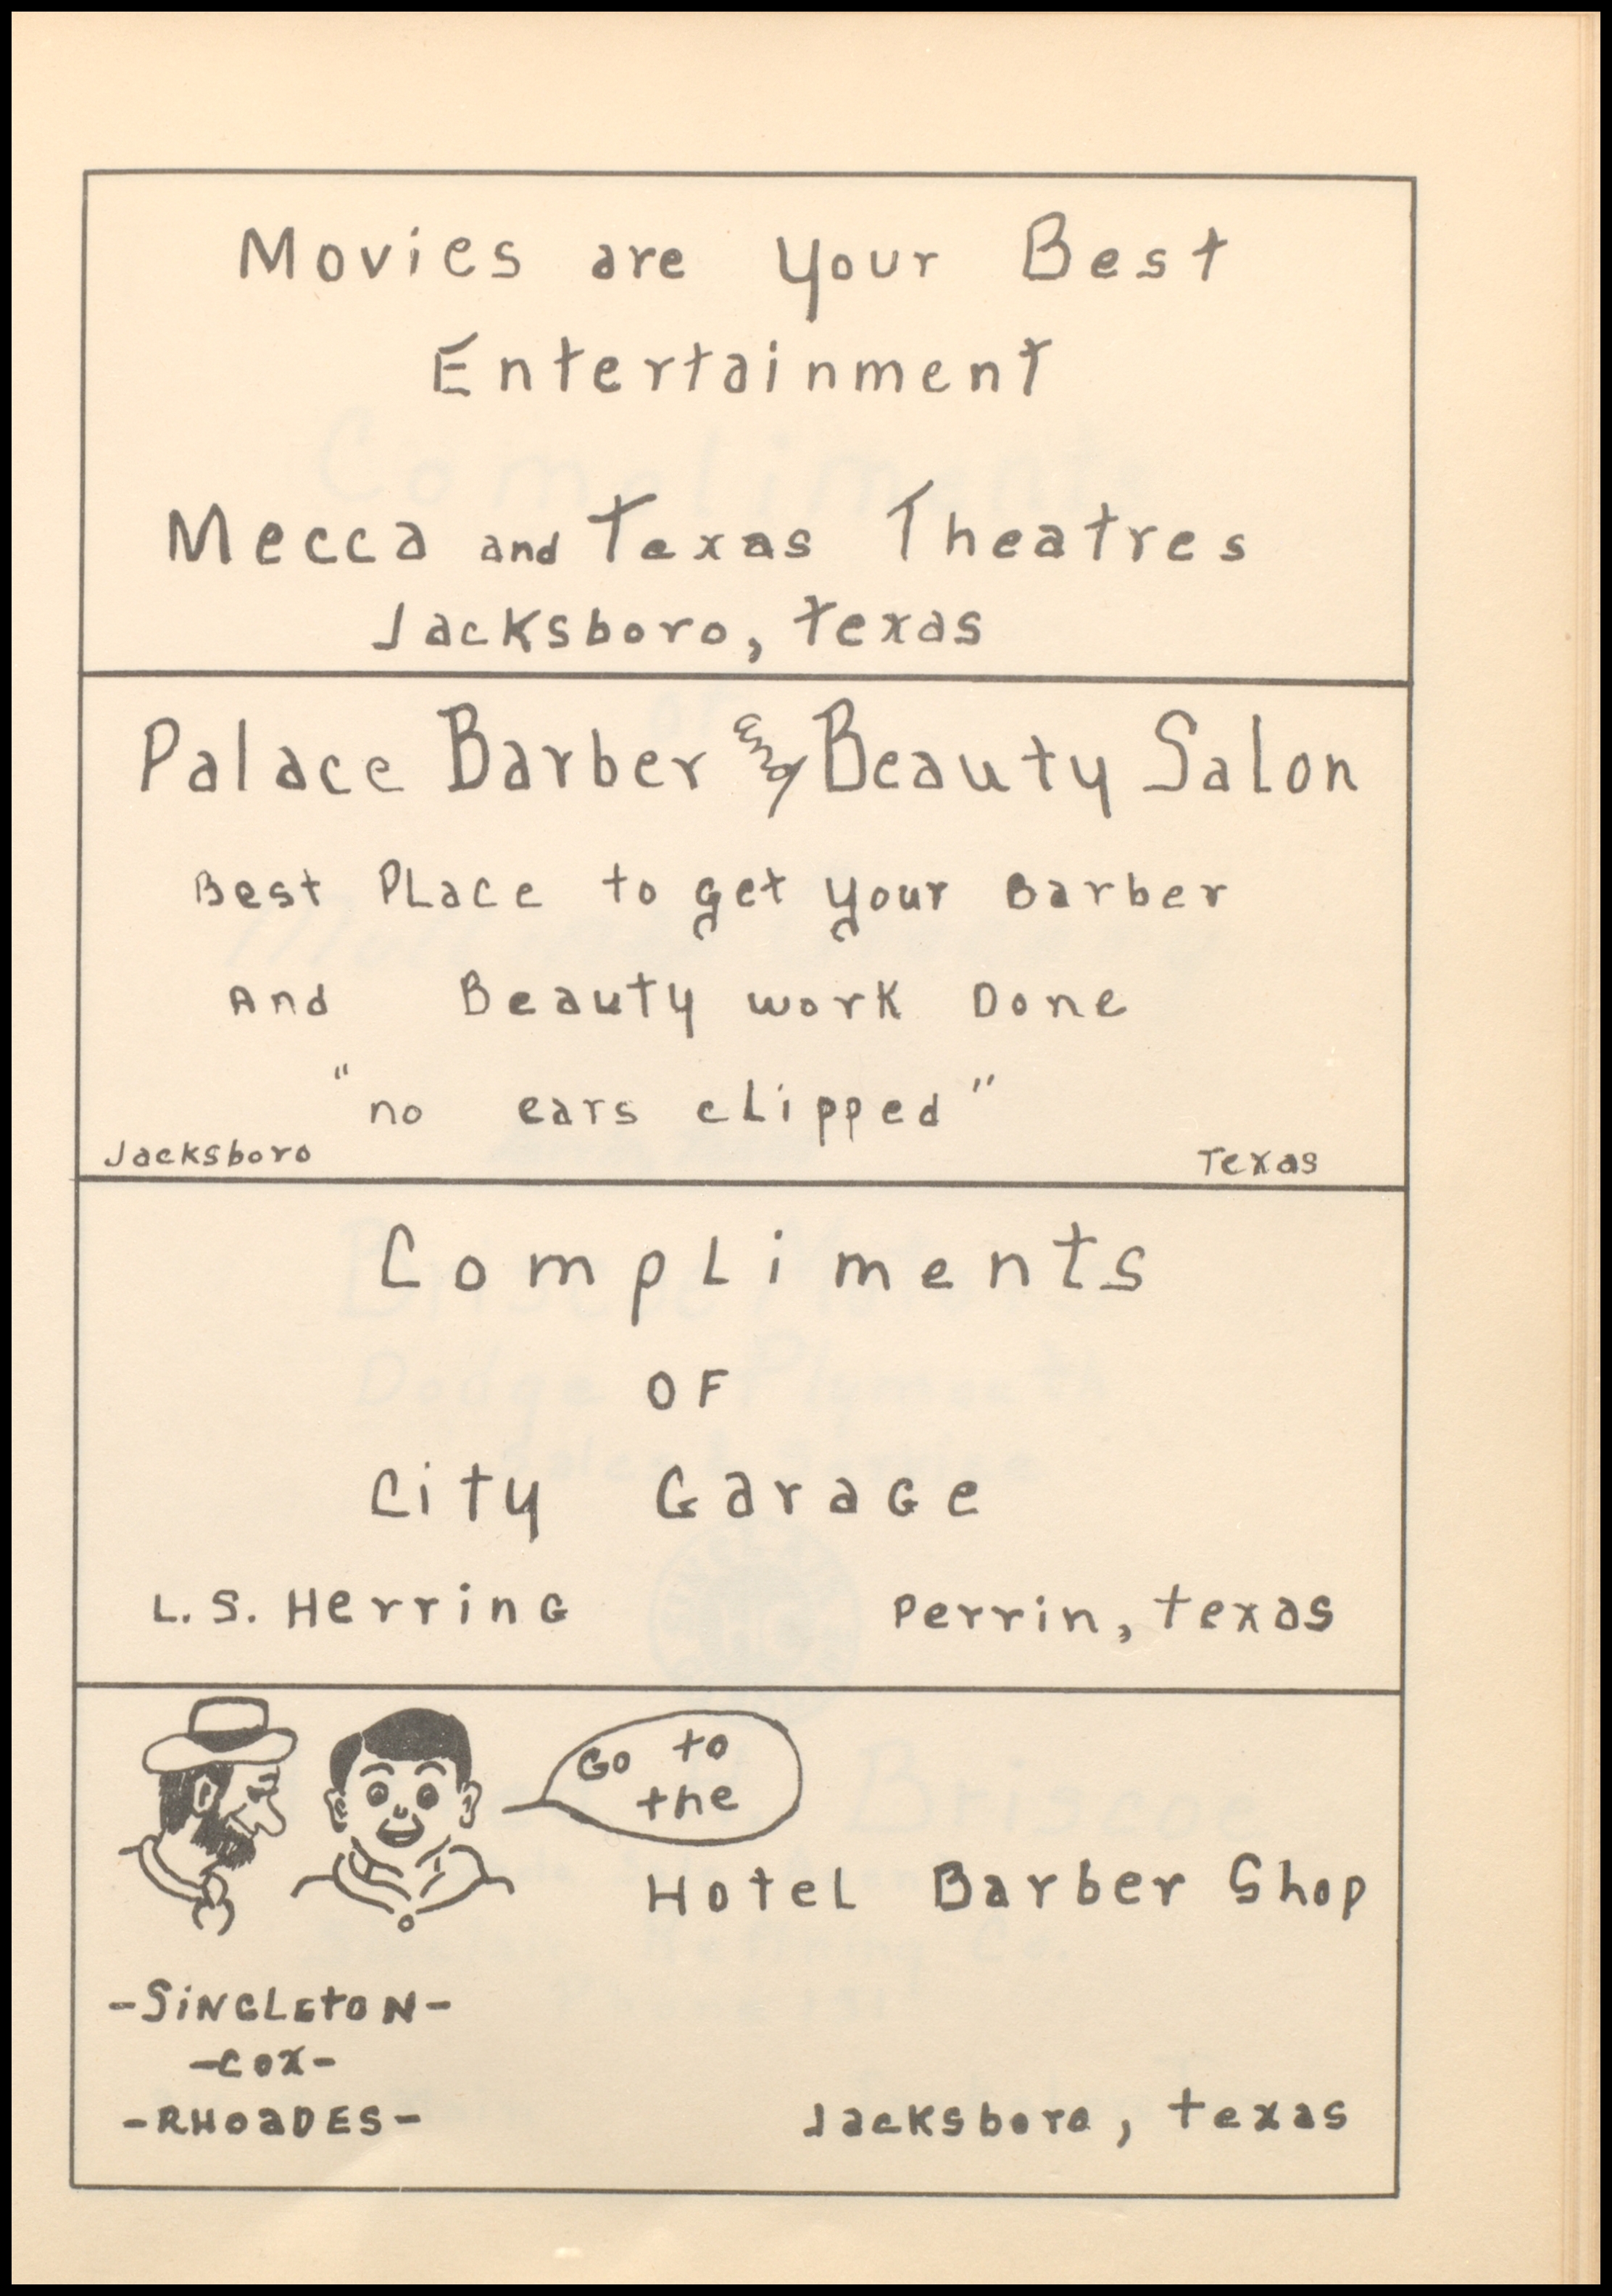 Movies are your Best
Entertainment
Mecca and Texas Theatres
Jacksboro, texas
Palace Barber and Beauty Salon
Best PLace to get your Barber
And Beauty work Done
"no ears cLipped"
Jacksboro Texas
CompLiments
OF
City GaraGe
L.S. HerrinG Perrin, texas
Go to
the
HoteL Barber Shop
-SiNGLEtoN-
-Cox-
-RHoaDES-
Jacksboro, texas